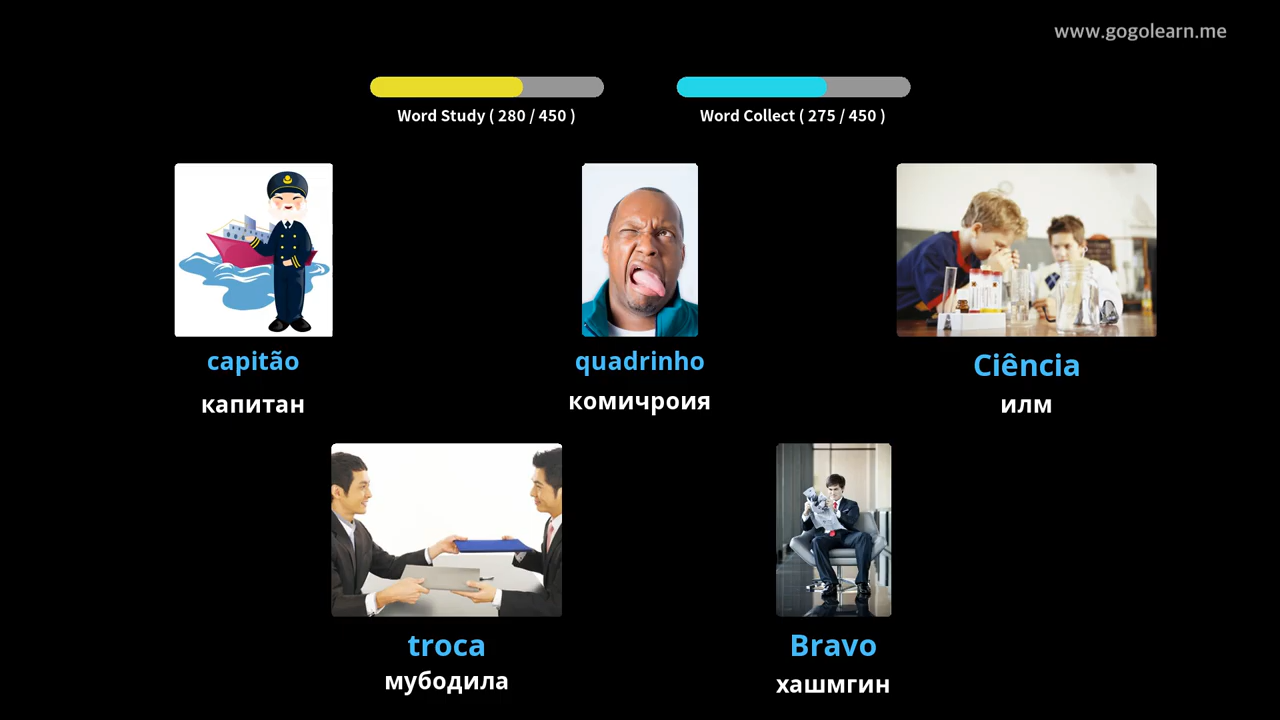 www.gogolearn.me
Word Study ( 280 / 450 )
Word Collect ( 275 / 450 )
capitão
капитан
quadrinho
комичроия
Ciência
илм
troca
мубодила
Bravo
хашмгин